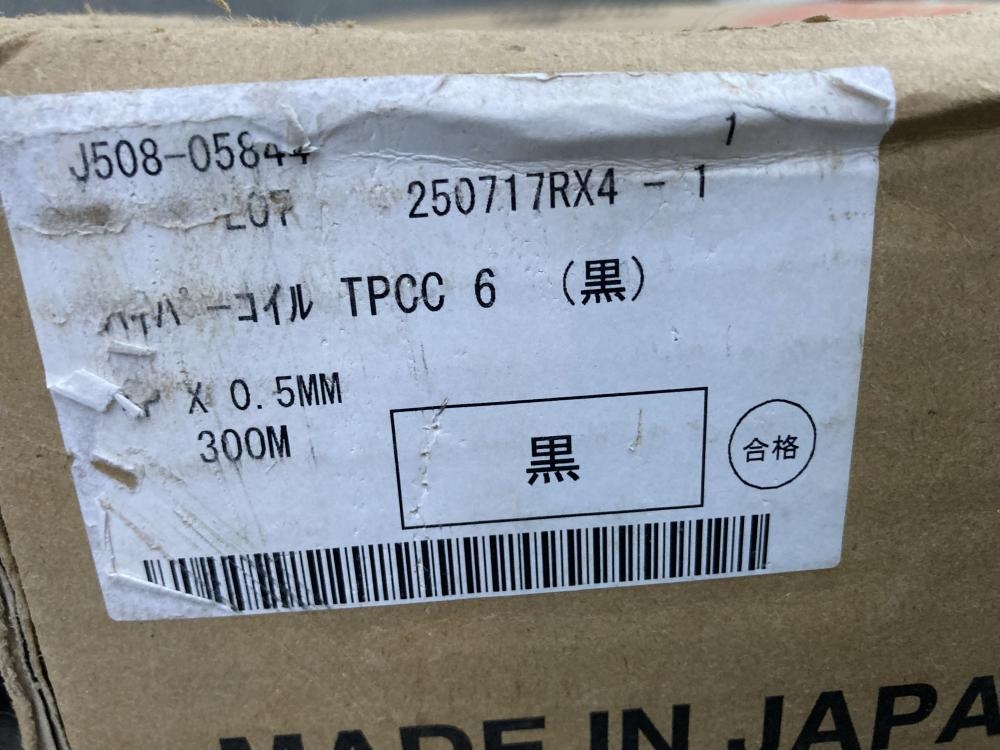 1
J508-05844
LOT 250717RX4 - 1
ハイパーコイル TPCC 6 (黒)
X 0.5MM
300M
黒
合格
MADE IN JAPA